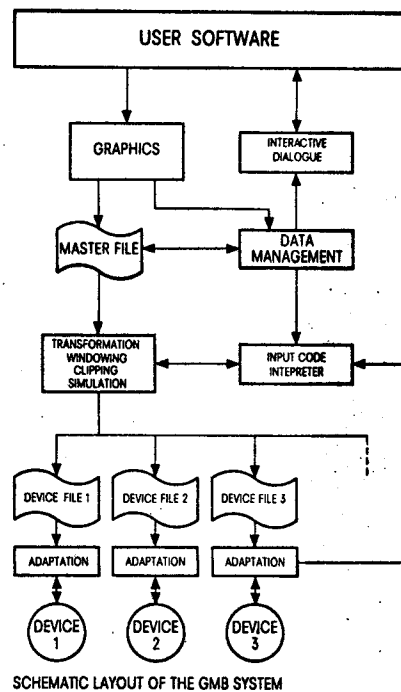 USER SOFTWARE
GRAPHICS
INTERACTIVE
DIALOGUE
MASTER FILE
DATA
MANAGEMENT
TRANSFORMATION
WINDOWING
CLIPPING
SIMULATION
INPUT CODE
INTEPRETER
DEVICE FILE 1
DEVICE FILE 2
DEVICE FILE 3
ADAPTATION
ADAPTATION
ADAPTATION
DEVICE
1
DEVICE
2
DEVICE
3
SCHEMATIC LAYOUT OF THE GMB SYSTEM